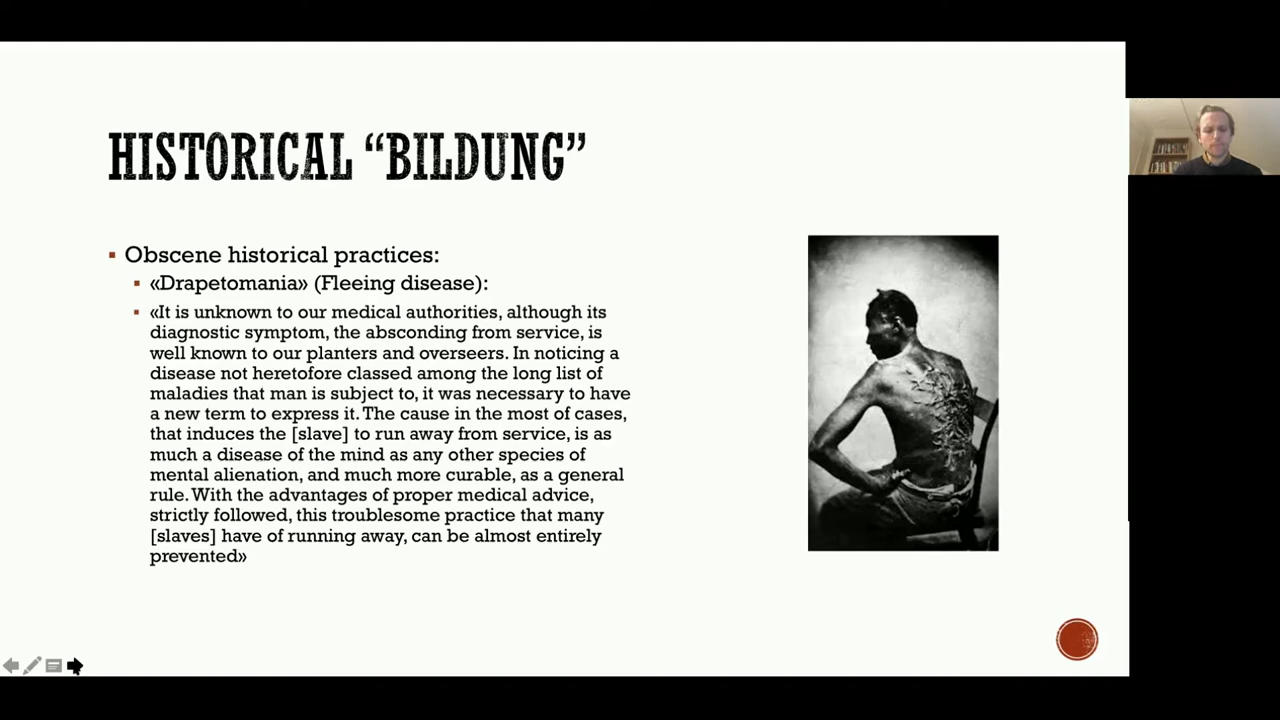 HISTORICAL “BILDUNG”
Obscene historical practices:
«Drapetomania» (Fleeing disease):
«It is unknown to our medical authorities, although its
diagnostic symptom, the absconding from service, is
well known to our planters and overseers. In noticing a
disease not heretofore classed among the long list of
maladies that man is subject to, it was necessary to have
a new term to express it. The cause in the most of cases,
that induces the [slave] to run away from service, is as
much a disease of the mind as any other species of
mental alienation, and much more curable, as a general
rule. With the advantages of proper medical advice,
strictly followed, this troublesome practice that many
[slaves] have of running away, can be almost entirely
prevented»